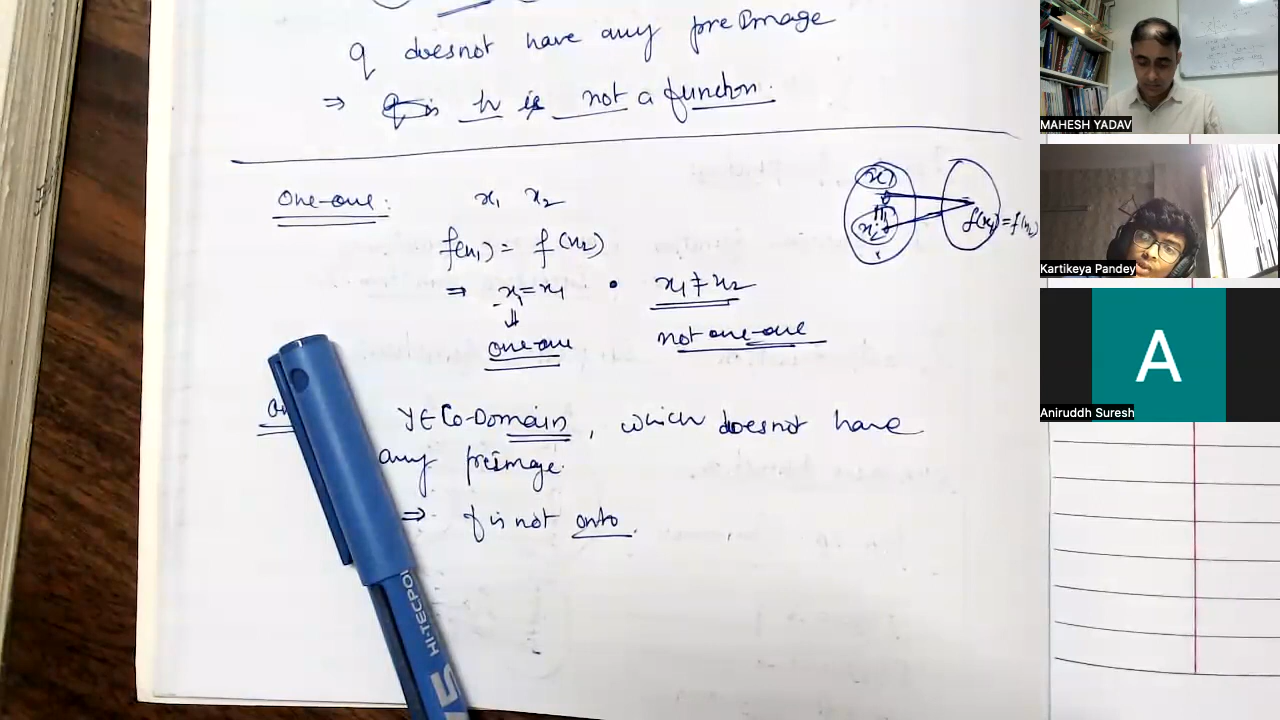 q doesnot have any preImage
⇒ h is not a function.
One-one: x₁ x₂
f(x₁) = f(x₂)
⇒ x₁ = x₁ • x₁ ≠ x₂
⇓
one-one not one-one
f(x₁) = f(x₂)
y ∈ Co-Domain, which doesnot have
any preimge.
⇒ f is not onto.
HI-TECPOI
MAHESH YADAV
Kartikeya Pandey
A
Aniruddh Suresh